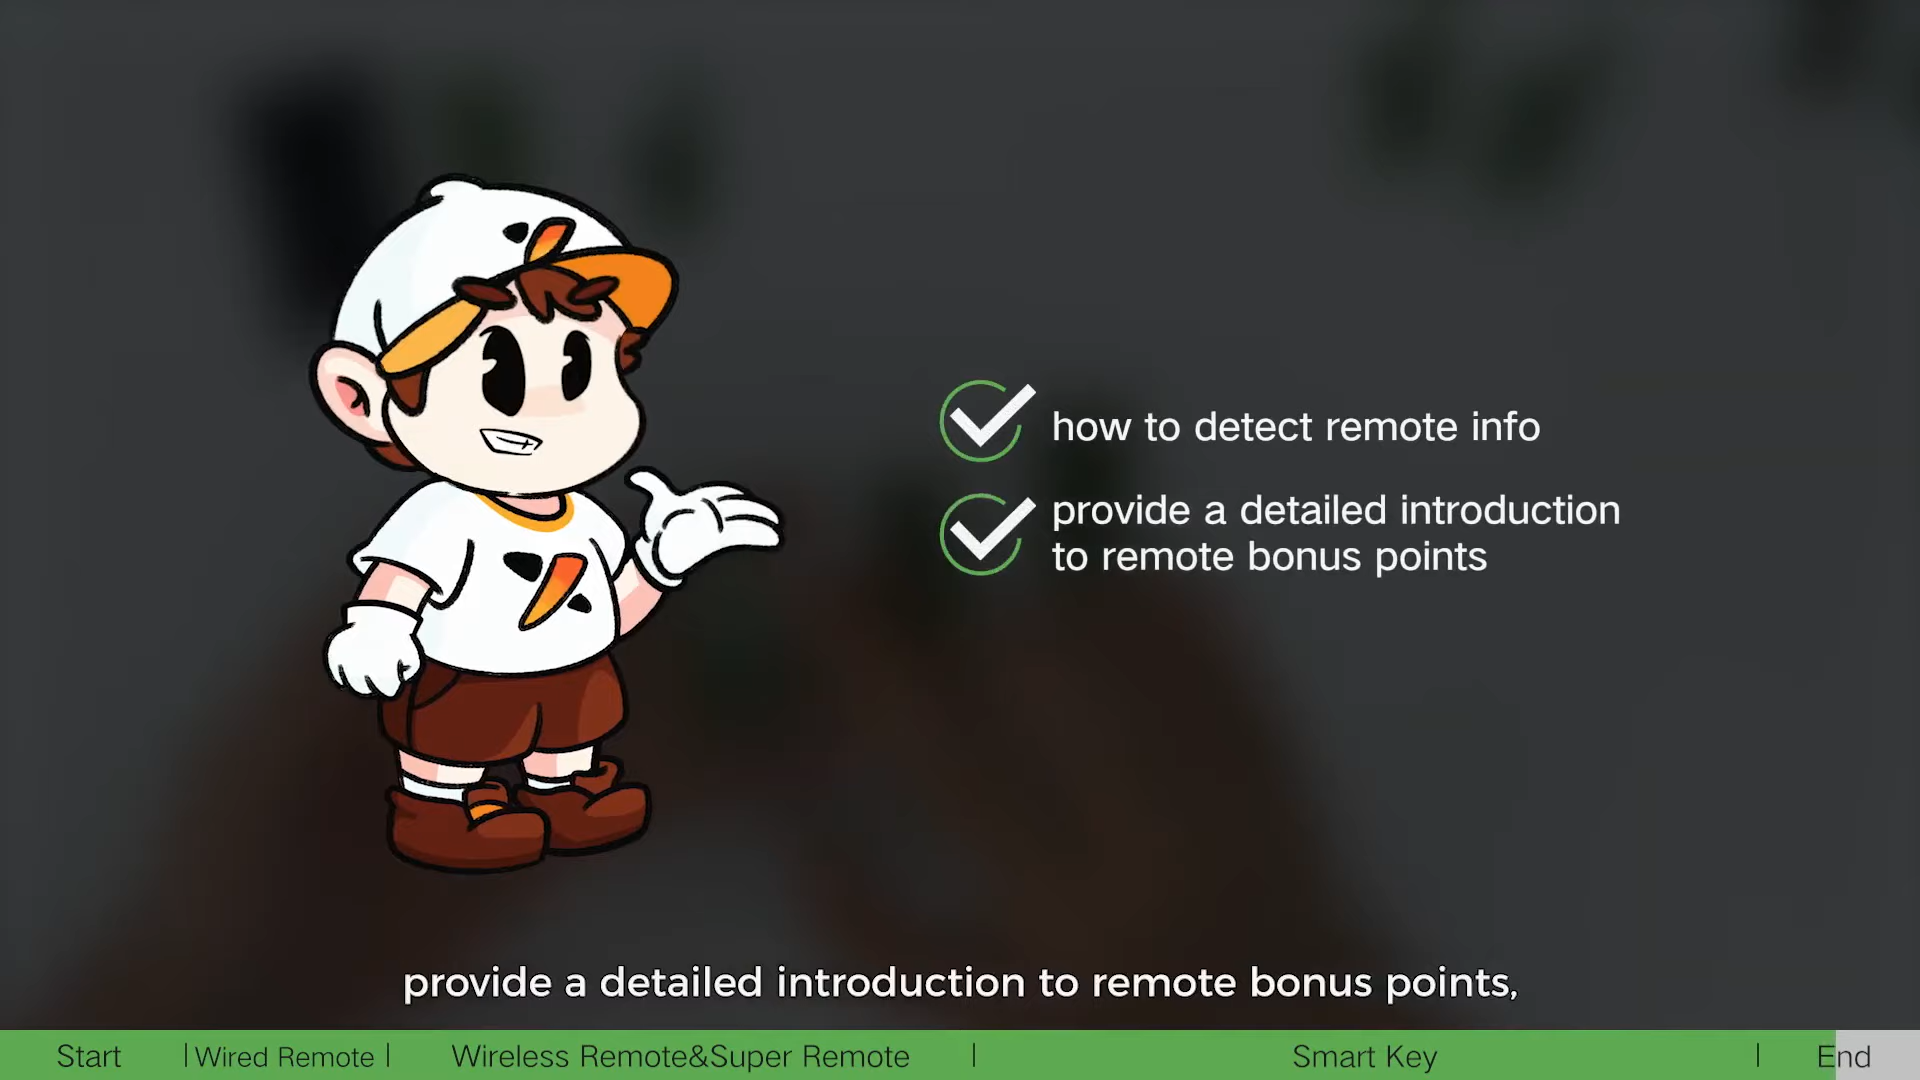 how to detect remote info
provide a detailed introduction
to remote bonus points
provide a detailed introduction to remote bonus points,
Start | Wired Remote | Wireless Remote&Super Remote | Smart Key | End